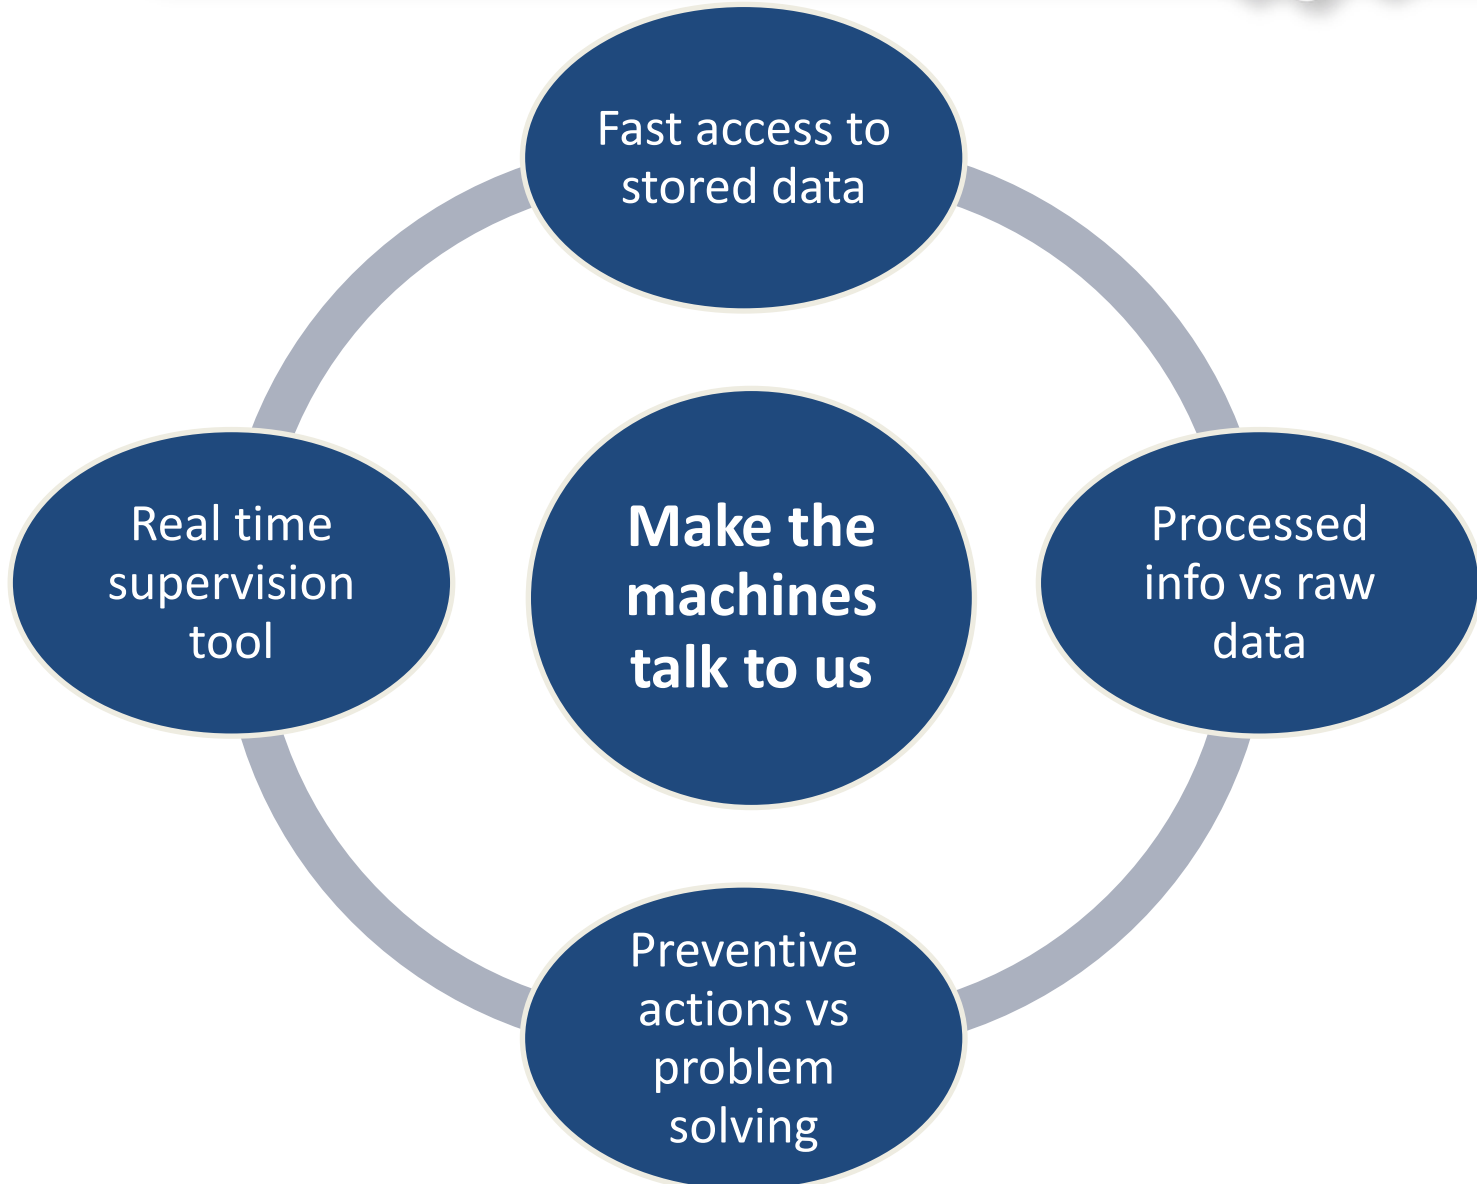 Fast access to
stored data
Real time
supervision
tool
Make the
machines
talk to us
Processed
info vs raw
data
Preventive
actions vs
problem
solving